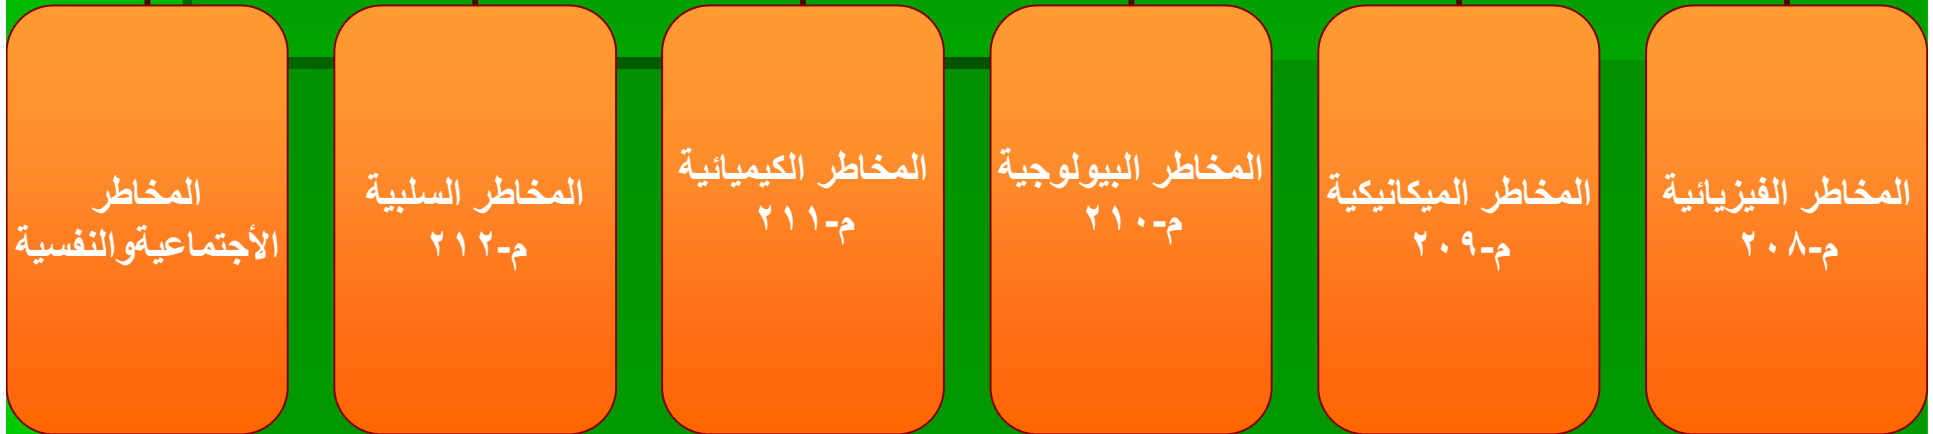 المخاطر الفيزيائية
م-٢٠٨
المخاطر الميكانيكية
م-٢٠٩
المخاطر البيولوجية
م-٢١٠
المخاطر الكيميائية
م-٢١١
المخاطر السلبية
م-٢١٢
المخاطر
الأجتماعيةوالنفسية